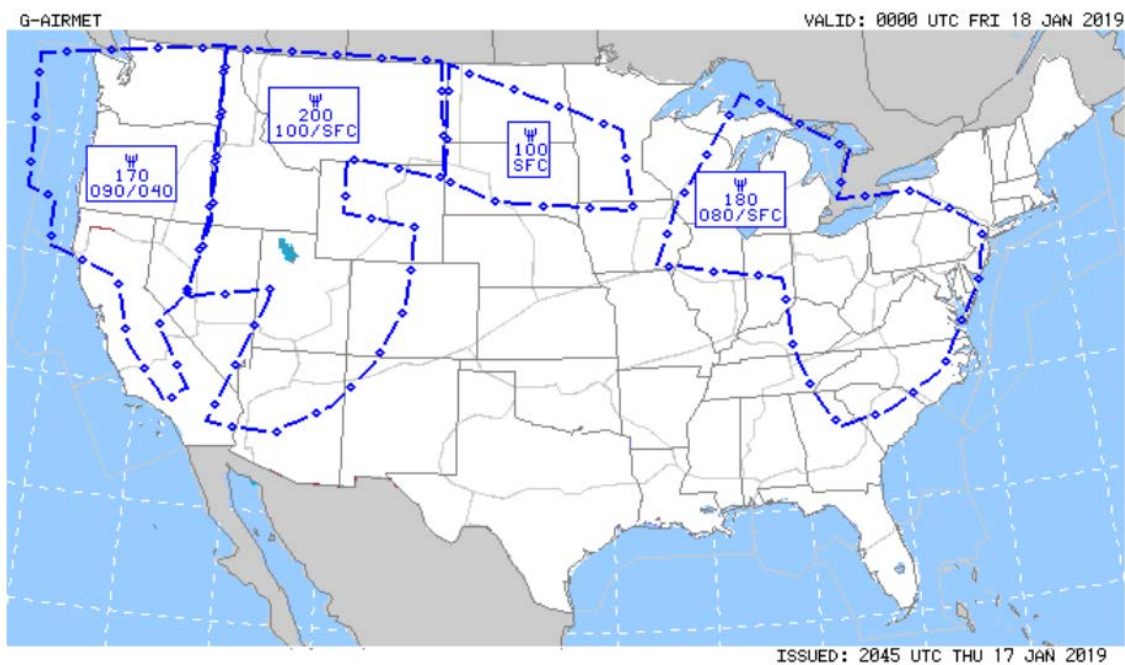 G-AIRMET
VALID: 0000 UTC FRI 18 JAN 2019
200
100/SFC
100
SFC
170
090/040
180
080/SFC
ISSUED: 2045 UTC THU 17 JAN 2019